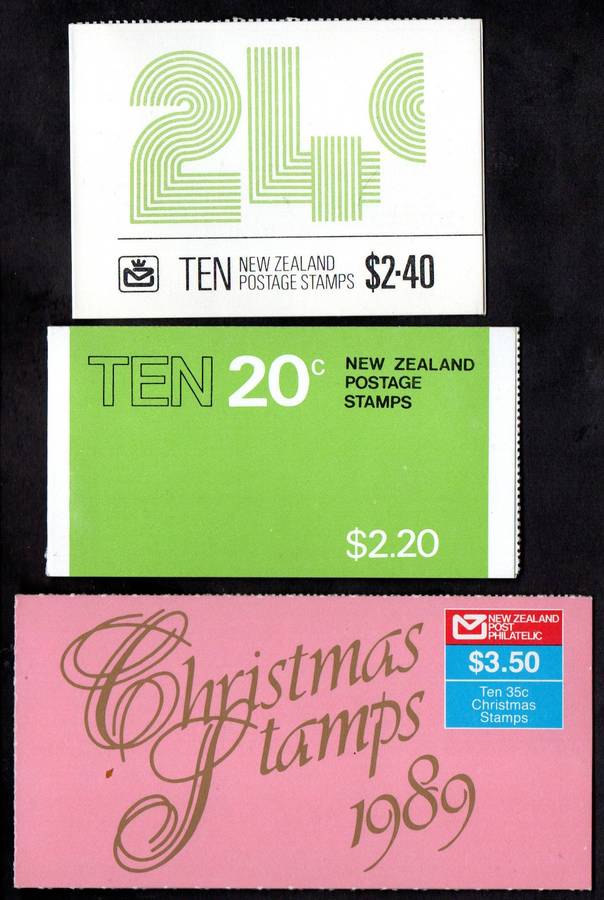 24c
TEN NEW ZEALAND
POSTAGE STAMPS $2·40
TEN 20c NEW ZEALAND
POSTAGE
STAMPS
$2.20
Christmas
Stamps
1989
NEW ZEALAND
POST
PHILATELIC
$3.50
Ten 35c
Christmas
Stamps